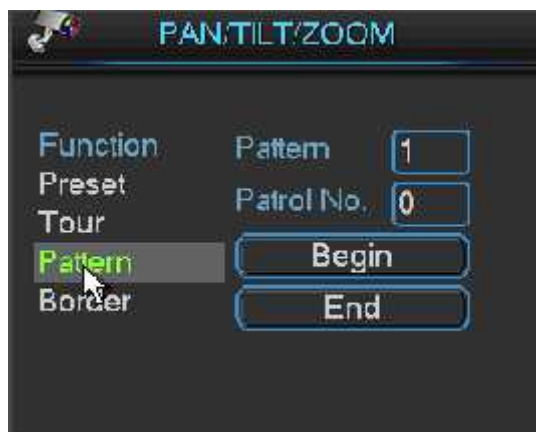 PAN/TILT/ZOOM
Function
Preset
Tour
Pattern
Border
Pattern 1
Patrol No. 0
Begin
End